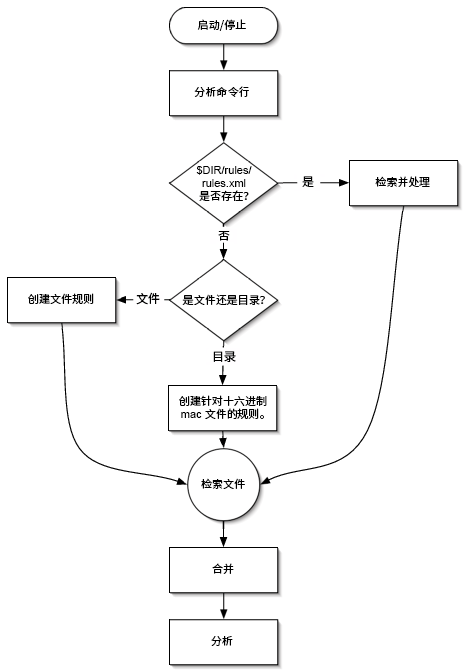 启动/停止
分析命令行
$DIR/rules/
rules.xml
是否存在?
是
检索并处理
否
创建文件规则
文件
是文件还是目录?
目录
创建针对十六进制
mac 文件的规则。
检索文件
合并
分析